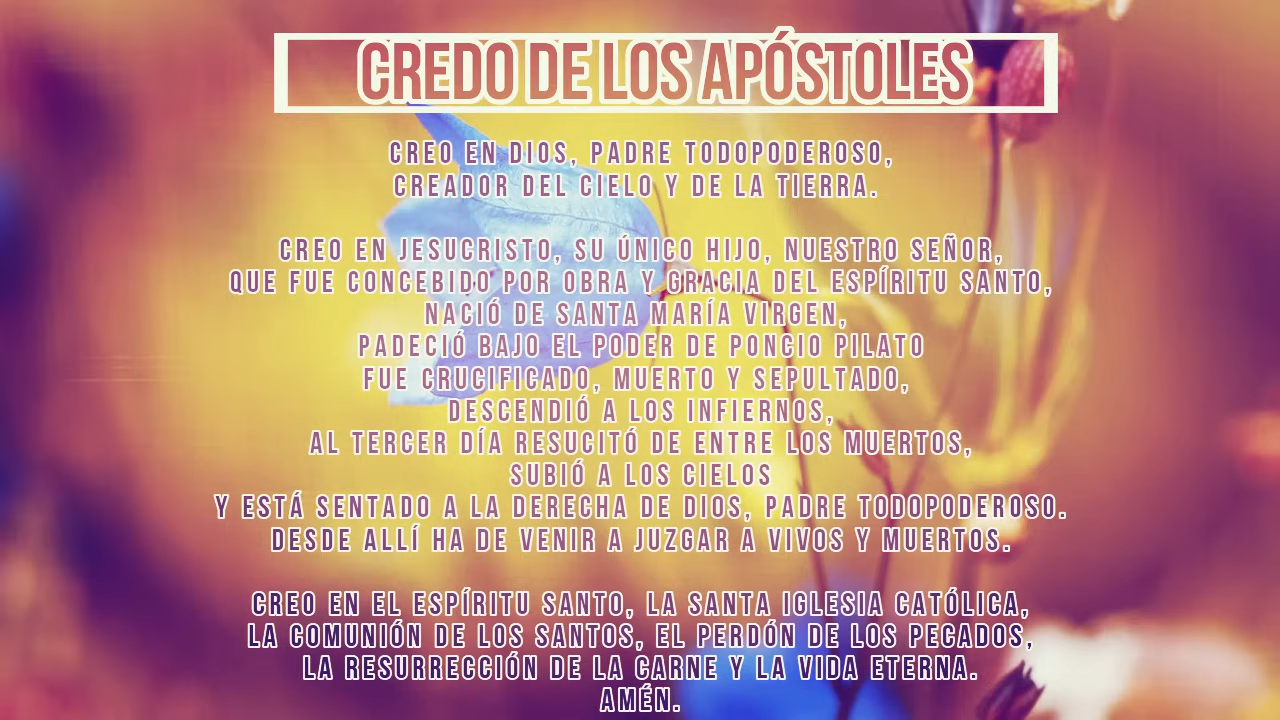 CREDO DE LOS APÓSTOLES
CREO EN DIOS, PADRE TODOPODEROSO,
CREADOR DEL CIELO Y DE LA TIERRA.
CREO EN JESUCRISTO, SU ÚNICO HIJO, NUESTRO SEÑOR,
QUE FUE CONCEBIDO POR OBRA Y GRACIA DEL ESPÍRITU SANTO,
NACIÓ DE SANTA MARÍA VIRGEN,
PADECIÓ BAJO EL PODER DE PONCIO PILATO
FUE CRUCIFICADO, MUERTO Y SEPULTADO,
DESCENDIÓ A LOS INFIERNOS,
AL TERCER DÍA RESUCITÓ DE ENTRE LOS MUERTOS,
SUBIÓ A LOS CIELOS
Y ESTÁ SENTADO A LA DERECHA DE DIOS, PADRE TODOPODEROSO.
DESDE ALLÍ HA DE VENIR A JUZGAR A VIVOS Y MUERTOS.
CREO EN EL ESPÍRITU SANTO, LA SANTA IGLESIA CATÓLICA,
LA COMUNIÓN DE LOS SANTOS, EL PERDÓN DE LOS PECADOS,
LA RESURRECCIÓN DE LA CARNE Y LA VIDA ETERNA.
AMÉN.